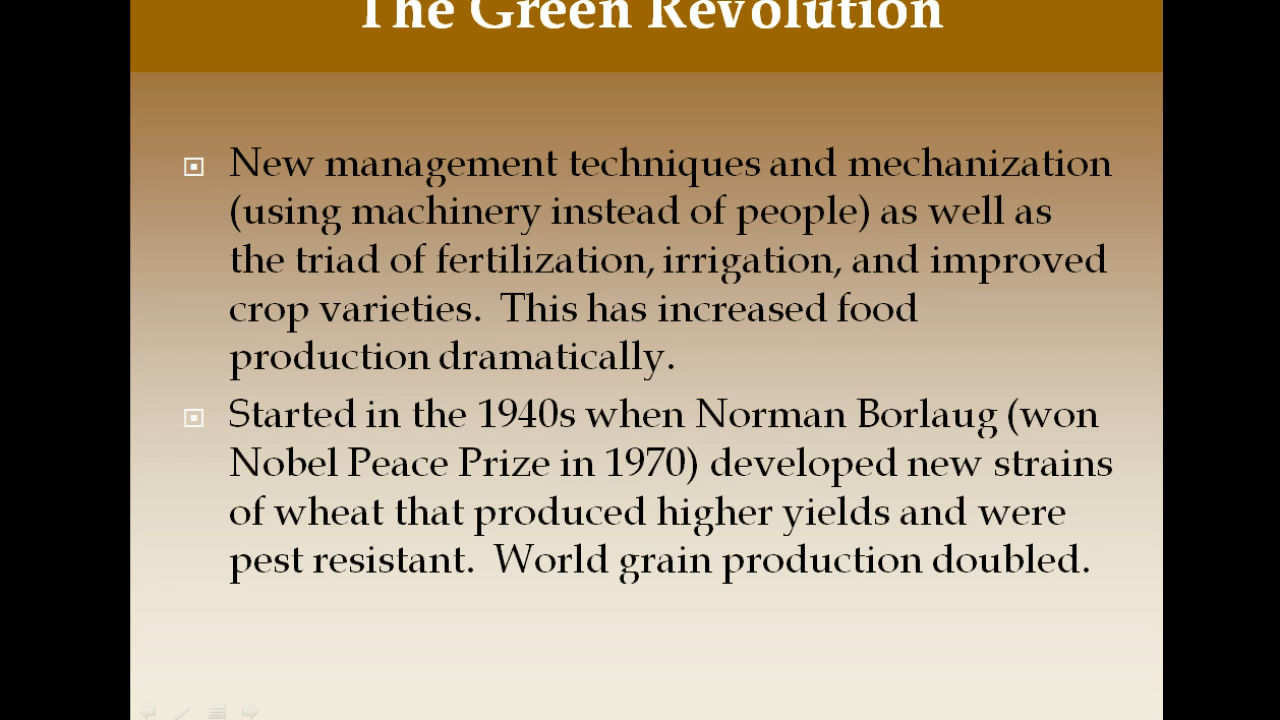 The Green Revolution
New management techniques and mechanization
(using machinery instead of people) as well as
the triad of fertilization, irrigation, and improved
crop varieties. This has increased food
production dramatically.
Started in the 1940s when Norman Borlaug (won
Nobel Peace Prize in 1970) developed new strains
of wheat that produced higher yields and were
pest resistant. World grain production doubled.